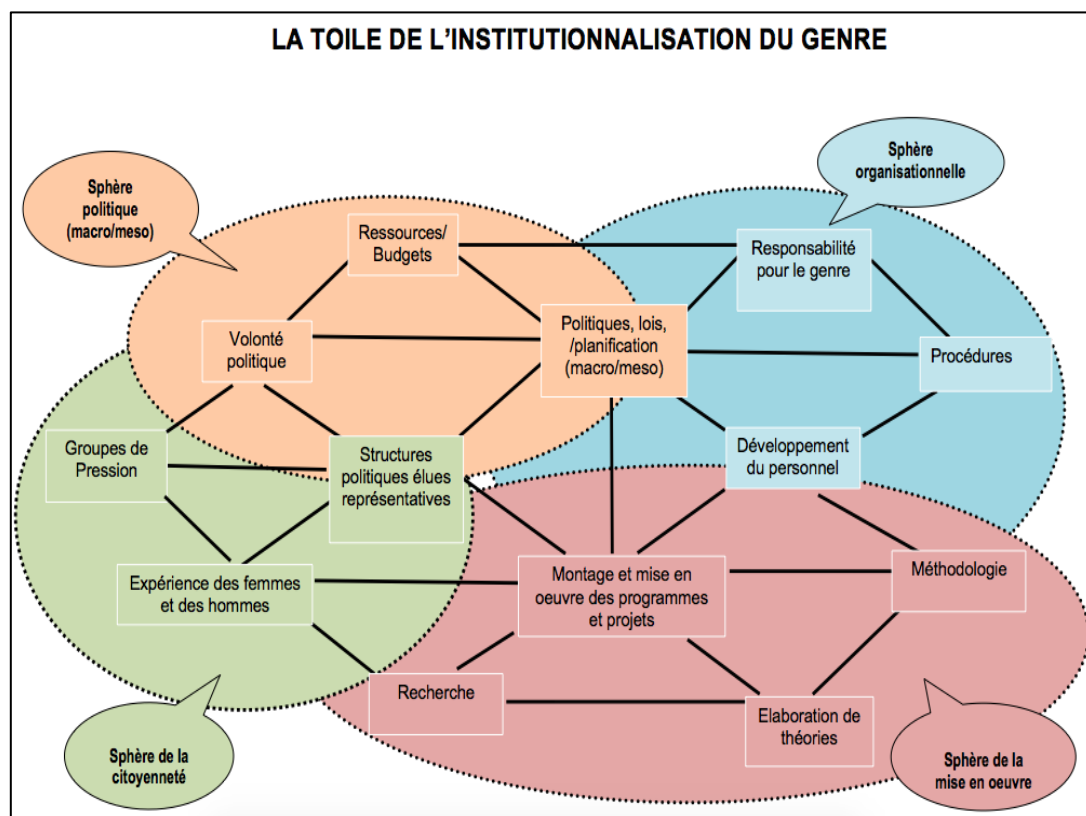 LA TOILE DE L'INSTITUTIONNALISATION DU GENRE
Sphère
organisationnelle
Sphère
politique
(macro/meso)
Ressources/
Budgets
Responsabilité
pour le genre
Volonté
politique
Politiques, lois,
/planification
(macro/meso)
Procédures
Groupes de
Pression
Structures
politiques élues
représentatives
Développement
du personnel
Expérience des femmes
et des hommes
Montage et mise en
oeuvre des programmes
et projets
Méthodologie
Recherche
Elaboration de
théories
Sphère de la
citoyenneté
Sphère de la
mise en oeuvre